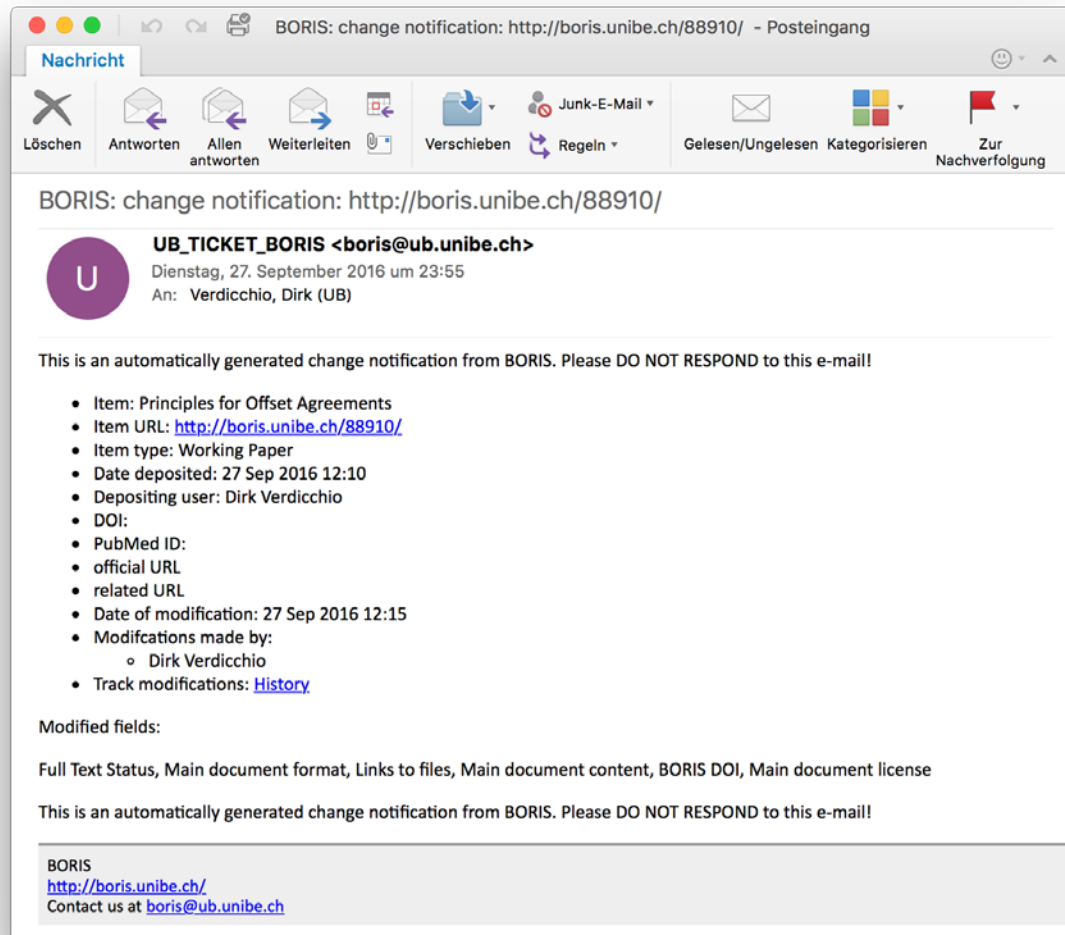 BORIS: change notification: http://boris.unibe.ch/88910/ - Posteingang
Nachricht
Löschen
Antworten
Allen antworten
Weiterleiten
Verschieben
Junk-E-Mail
Regeln
Gelesen/Ungelesen
Kategorisieren
Zur Nachverfolgung
BORIS: change notification: http://boris.unibe.ch/88910/
U
UB_TICKET_BORIS <boris@ub.unibe.ch>
Dienstag, 27. September 2016 um 23:55
An: Verdicchio, Dirk (UB)
This is an automatically generated change notification from BORIS. Please DO NOT RESPOND to this e-mail!
• Item: Principles for Offset Agreements
• Item URL: http://boris.unibe.ch/88910/
• Item type: Working Paper
• Date deposited: 27 Sep 2016 12:10
• Depositing user: Dirk Verdicchio
• DOI:
• PubMed ID:
• official URL
• related URL
• Date of modification: 27 Sep 2016 12:15
• Modifcations made by:
◦ Dirk Verdicchio
• Track modifications: History
Modified fields:
Full Text Status, Main document format, Links to files, Main document content, BORIS DOI, Main document license
This is an automatically generated change notification from BORIS. Please DO NOT RESPOND to this e-mail!
BORIS
http://boris.unibe.ch/
Contact us at boris@ub.unibe.ch